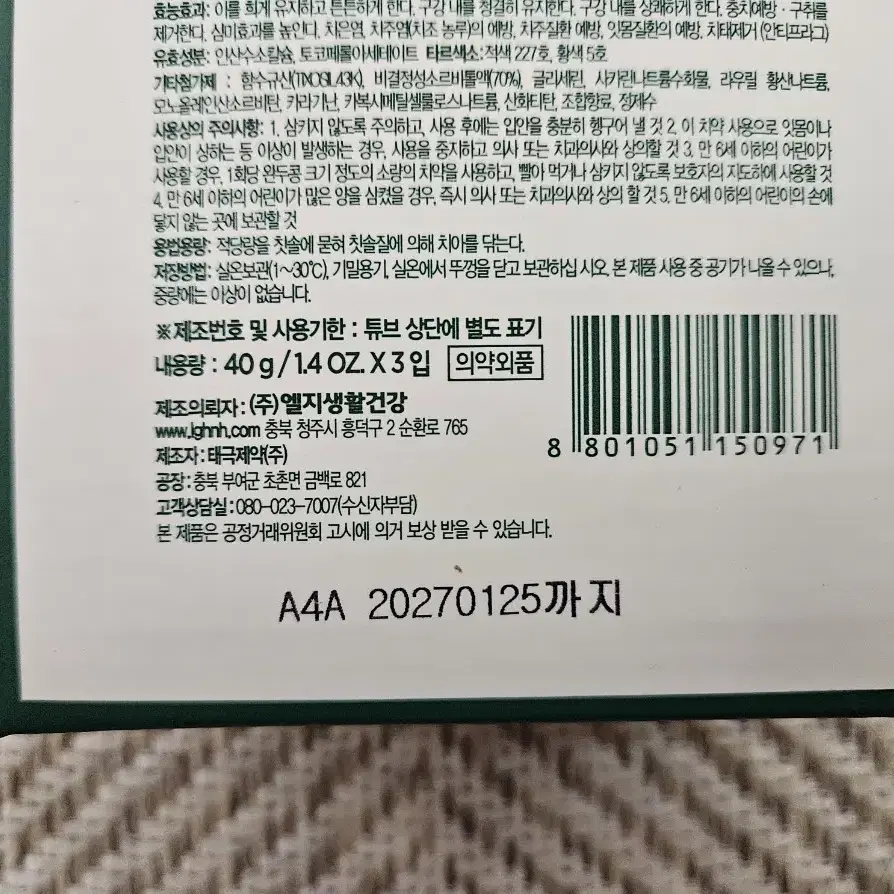 효능효과: 이를 희게 유지하고 튼튼하게 한다. 구강 내를 청결히 유지한다. 구강 내를 상쾌하게 한다. 충치예방·구취를
제거한다. 심미효과를 높인다. 치은염, 치주염(치조 농루)의 예방, 치주질환 예방, 잇몸질환의 예방, 치태제거 (안티프라그)
유효성분: 인산수소칼슘, 토코페롤아세테이트 타르색소: 적색 227호, 황색 5호
기타첨가제 : 함수규산(TIXOSIL43K), 비결정성소르비톨액(70%), 글리세린, 사카린나트륨수화물, 라우릴 황산나트륨,
모노올레인산소르비탄, 카라기난, 카복시메틸셀룰로스나트륨, 산화티탄, 조합향료, 정제수
사용상의 주의사항: 1. 삼키지 않도록 주의하고, 사용 후에는 입안을 충분히 헹구어 낼 것 2. 이 치약 사용으로 잇몸이나
입안이 상하는 등 이상이 발생하는 경우, 사용을 중지하고 의사 또는 치과의사와 상의할 것 3. 만 6세 이하의 어린이가
사용할 경우, 1회당 완두콩 크기 정도의 소량의 치약을 사용하고, 빨아 먹거나 삼키지 않도록 보호자의 지도하에 사용할 것
4. 만 6세 이하의 어린이가 많은 양을 삼켰을 경우, 즉시 의사 또는 치과의사와 상의 할 것 5. 만 6세 이하의 어린이의 손에
닿지 않는 곳에 보관할 것
용법용량: 적당량을 칫솔에 묻혀 칫솔질에 의해 치아를 닦는다.
저장방법: 실온보관(1~30℃), 기밀용기, 실온에서 뚜껑을 닫고 보관하십 시오. 본 제품 사용 중 공기가 나올 수 있으나,
중량에는 이상이 없습니다.
※제조번호 및 사용기한 : 튜브 상단에 별도 표기
내용량 : 40 g / 1.4 OZ. X 3 입 의약외품
제조의뢰자 : (주)엘지생활건강
www.lghnh.com 충북 청주시 흥덕구 2 순환로 765
제조자 : 태극제약(주)
공장 : 충북 부여군 초촌면 금백로 821
고객상담실 : 080-023-7007(수신자부담)
본 제품은 공정거래위원회 고시에 의거 보상 받을 수 있습니다.
8 801051 150971
A4A 20270125까지